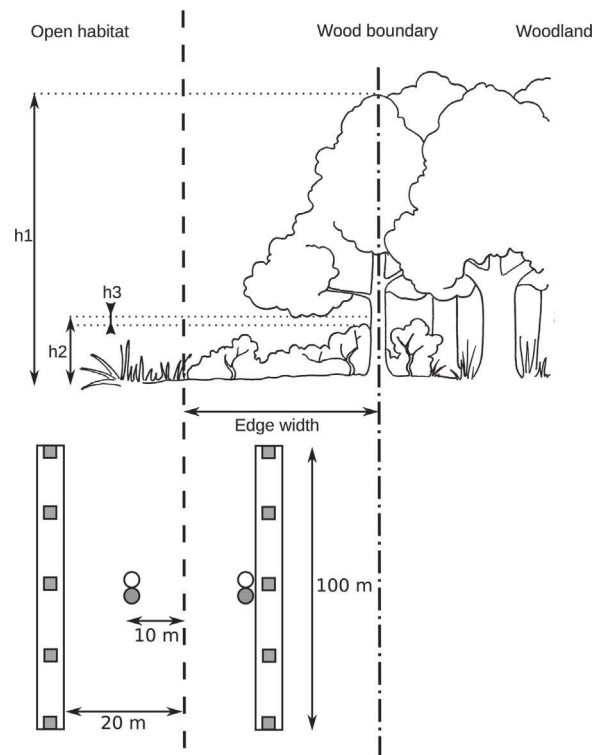 Open habitat
Wood boundary
Woodland
h1
h3
h2
Edge width
100 m
10 m
20 m